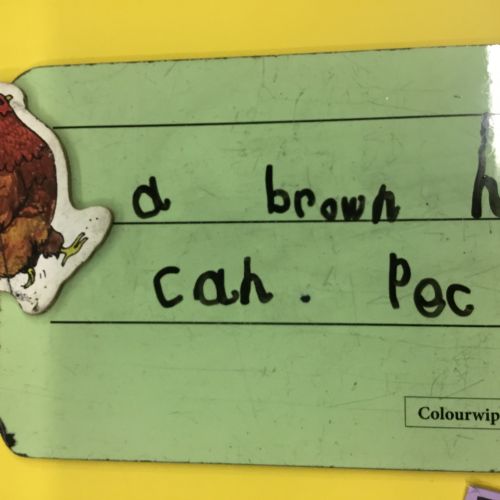 a brown h
can. Pec
Colourwip